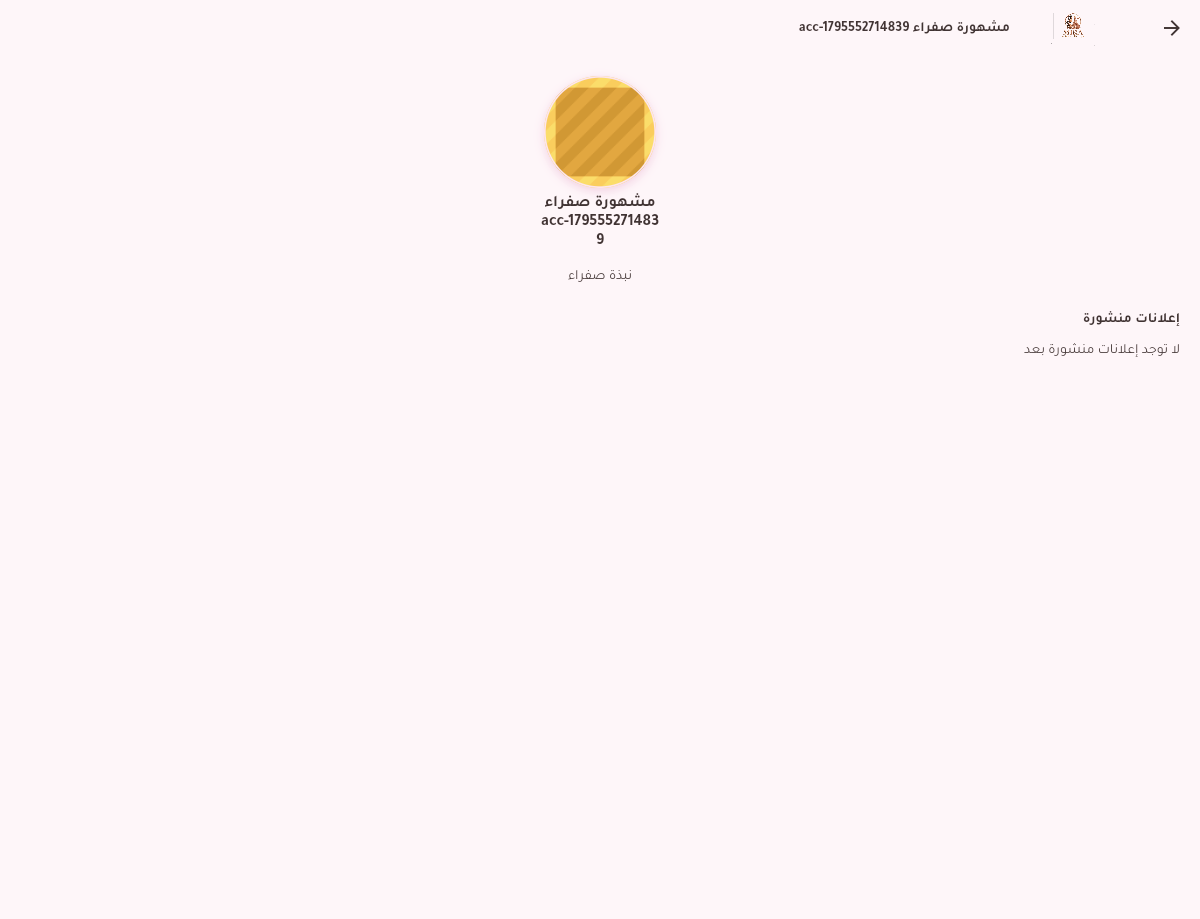 مشهورة صفراء acc-1795552714839
مشهورة صفراء
acc-179555271483
9
نبذة صفراء
إعلانات منشورة
لا توجد إعلانات منشورة بعد